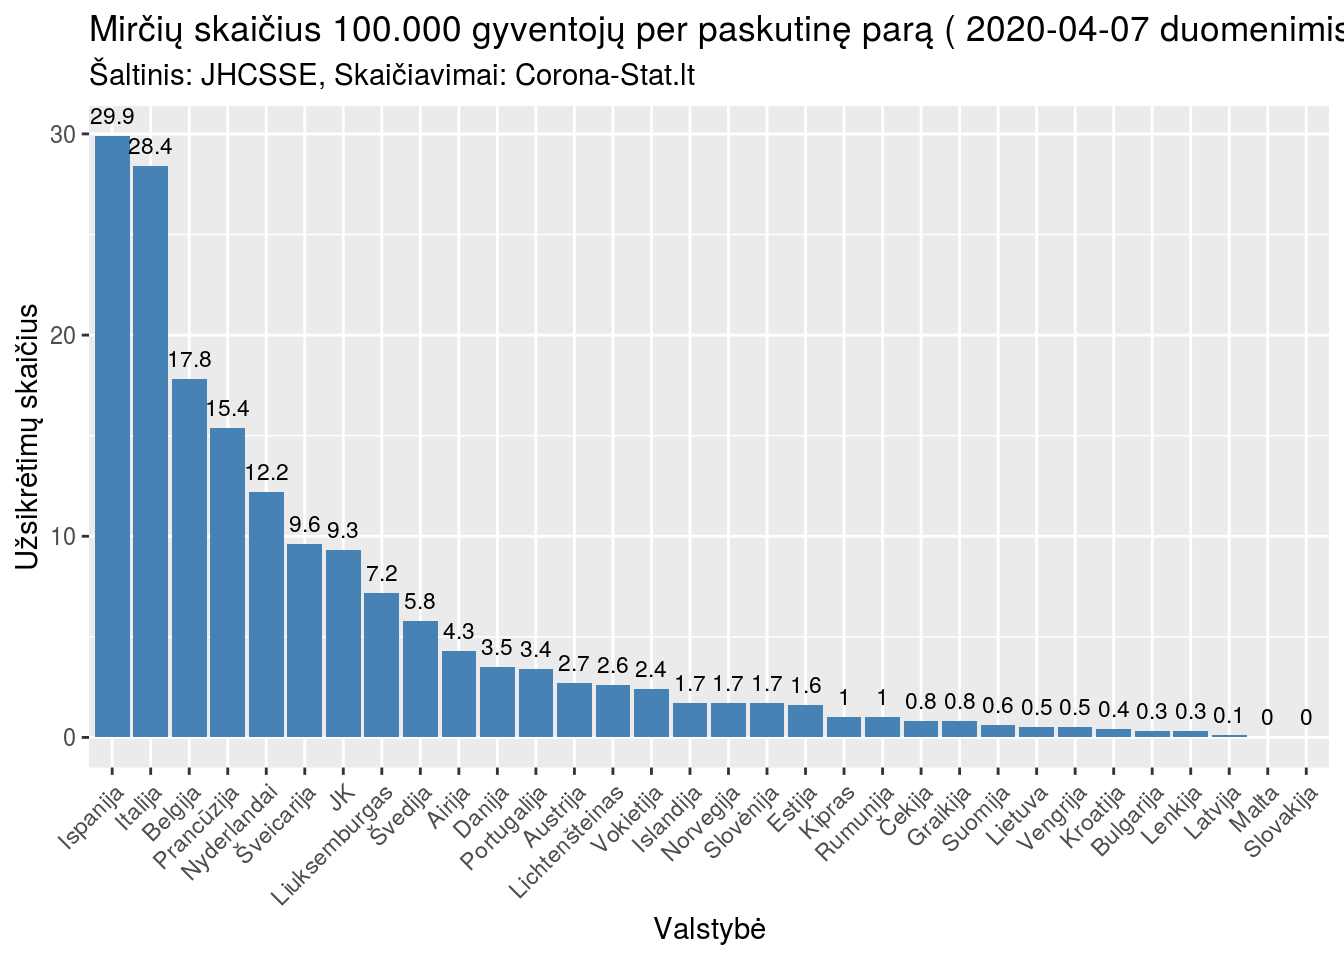 Mirčių skaičius 100.000 gyventojų per paskutinę parą ( 2020-04-07 duomenimis
Šaltinis: JHCSSE, Skaičiavimai: Corona-Stat.lt
Užsikrėtimų skaičius
30
20
10
0
29.9
28.4
17.8
15.4
12.2
9.6
9.3
7.2
5.8
4.3
3.5
3.4
2.7
2.6
2.4
1.7
1.7
1.7
1.6
1
1
0.8
0.8
0.6
0.5
0.5
0.4
0.3
0.3
0.1
0
0
Ispanija
Italija
Belgija
Prancūzija
Nyderlandai
Šveicarija
JK
Liuksemburgas
Švedija
Airija
Danija
Portugalija
Austrija
Lichtenšteinas
Vokietija
Islandija
Norvegija
Slovėnija
Estija
Kipras
Rumunija
Čekija
Graikija
Suomija
Lietuva
Vengrija
Kroatija
Bulgarija
Lenkija
Latvija
Malta
Slovakija
Valstybė